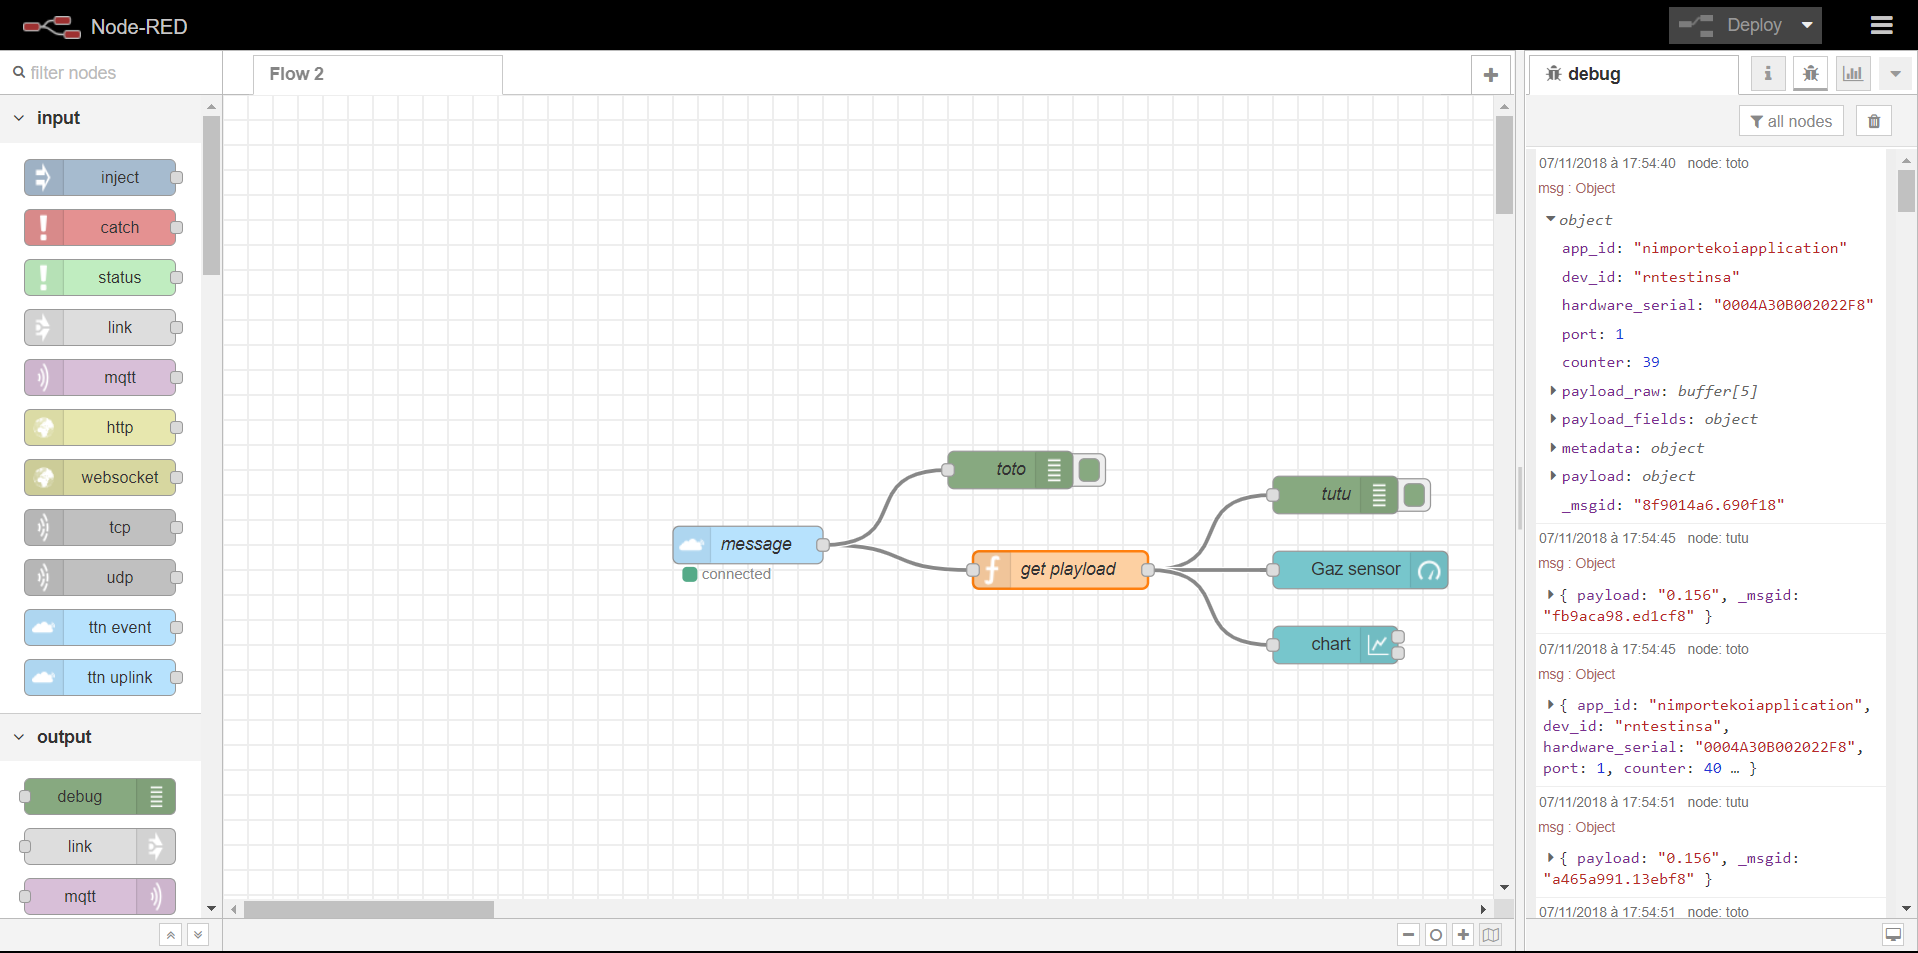 Node-RED
Deploy
filter nodes
Flow 2
debug
all nodes
input
inject
catch
status
link
mqtt
http
websocket
tcp
udp
ttn event
ttn uplink
output
debug
link
mqtt
toto
message
connected
get playload
tutu
Gaz sensor
chart
07/11/2018 à 17:54:40 node: toto
msg : Object
object
app_id: "nimportekoiapplication"
dev_id: "rntestinsa"
hardware_serial: "0004A30B002022F8"
port: 1
counter: 39
payload_raw: buffer[5]
payload_fields: object
metadata: object
payload: object
_msgid: "8f9014a6.690f18"
07/11/2018 à 17:54:45 node: tutu
msg : Object
{ payload: "0.156", _msgid:
"fb9aca98.ed1cf8" }
07/11/2018 à 17:54:45 node: toto
msg : Object
{ app_id: "nimportekoiapplication",
dev_id: "rntestinsa",
hardware_serial: "0004A30B002022F8",
port: 1, counter: 40 … }
07/11/2018 à 17:54:51 node: tutu
msg : Object
{ payload: "0.156", _msgid:
"a465a991.13ebf8" }
07/11/2018 à 17:54:51 node: toto